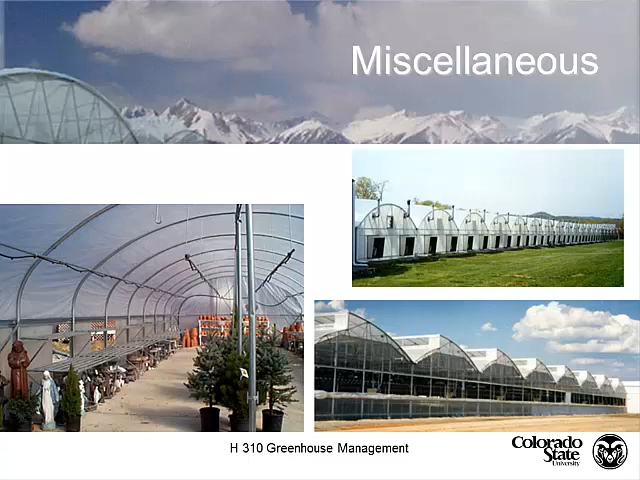 Miscellaneous
H 310 Greenhouse Management
Colorado
State
University